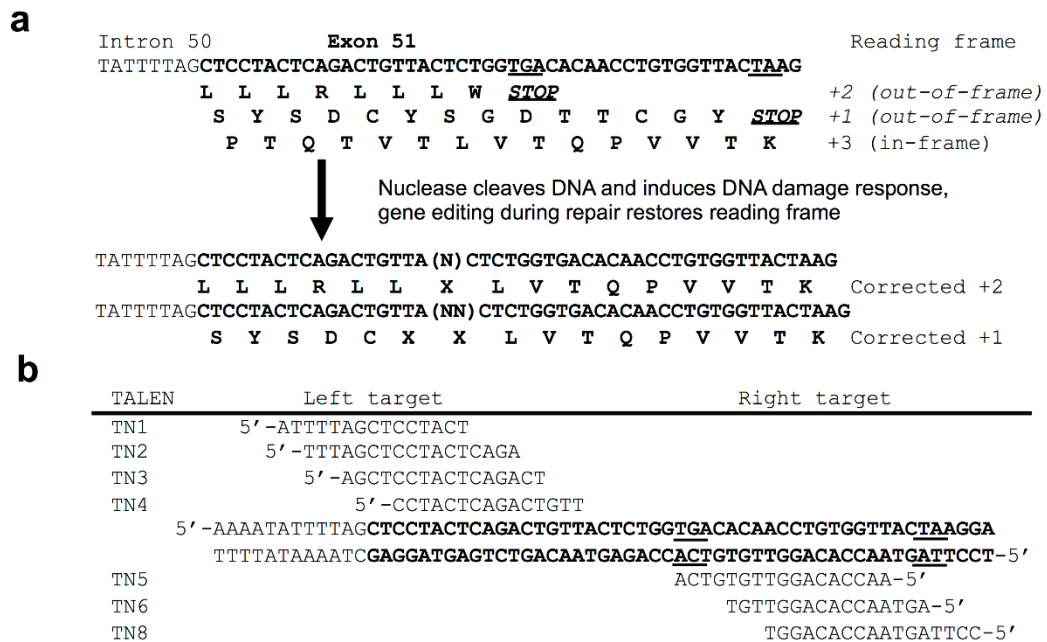 a
Intron 50 Exon 51 Reading frame
TATTTTAGCTCCTACTCAGACTGTTACTCTGGTGACACAACCTGTGGTTACTAAG
L L L R L L L W STOP +2 (out-of-frame)
S Y S D C Y S G D T T C G Y STOP +1 (out-of-frame)
P T Q T V T L V T Q P V V T K +3 (in-frame)
Nuclease cleaves DNA and induces DNA damage response,
gene editing during repair restores reading frame
TATTTTAGCTCCTACTCAGACTGTTA(N)CTCTGGTGACACAACCTGTGGTTACTAAG
L L L R L L X L V T Q P V V T K Corrected +2
TATTTTAGCTCCTACTCAGACTGTTA(NN)CTCTGGTGACACAACCTGTGGTTACTAAG
S Y S D C X X L V T Q P V V T K Corrected +1
b
TALEN Left target Right target
TN1 5’-ATTTTAGCTCCTACT
TN2 5’-TTTAGCTCCTACTCAGA
TN3 5’-AGCTCCTACTCAGACT
TN4 5’-CCTACTCAGACTGTT
5’-AAAATATTTTAGCTCCTACTCAGACTGTTACTCTGGTGACACAACCTGTGGTTACTAAGGA
TTTTATAAAATCGAGGATGAGTCTGACAATGAGACCACTGTGTTGGACACCAATGATTCCT-5’
TN5 ACTGTGTTGGACACCAA-5’
TN6 TGTTGGACACCAATGA-5’
TN8 TGGACACCAATGATTCC-5’